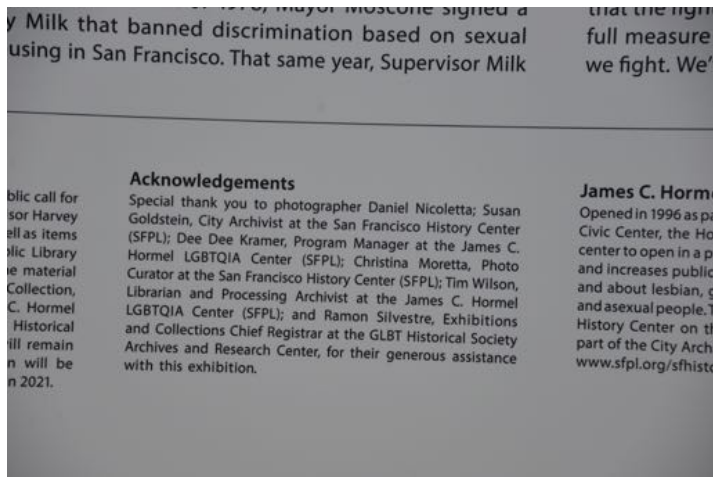 Mayor Moscone signed a
Milk that banned discrimination based on sexual
using in San Francisco. That same year, Supervisor Milk
that the
full measure
we fight. We'
blic call for
sor Harvey
ell as items
blic Library
e material
Collection,
C. Hormel
Historical
ill remain
n will be
n 2021.
Acknowledgements
Special thank you to photographer Daniel Nicoletta; Susan
Goldstein, City Archivist at the San Francisco History Center
(SFPL); Dee Dee Kramer, Program Manager at the James C.
Hormel LGBTQIA Center (SFPL); Christina Moretta, Photo
Curator at the San Francisco History Center (SFPL); Tim Wilson,
Librarian and Processing Archivist at the James C. Hormel
LGBTQIA Center (SFPL); and Ramon Silvestre, Exhibitions
and Collections Chief Registrar at the GLBT Historical Society
Archives and Research Center, for their generous assistance
with this exhibition.
James C. Horm
Opened in 1996 as pa
Civic Center, the Ho
center to open in a p
and increases public
and about lesbian, g
and asexual people. T
History Center on th
part of the City Arch
www.sfpl.org/sfhisto